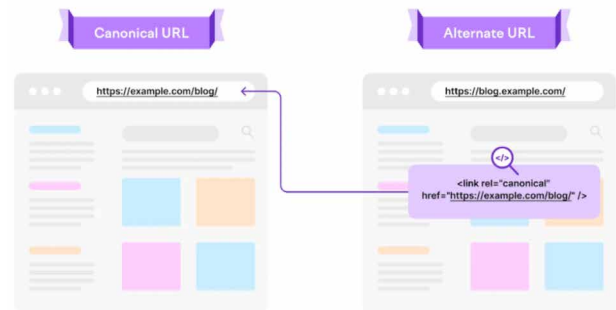 Canonical URL
Alternate URL
https://example.com/blog/
https://blog.example.com/
</>
<link rel="canonical"
href="https://example.com/blog/" />